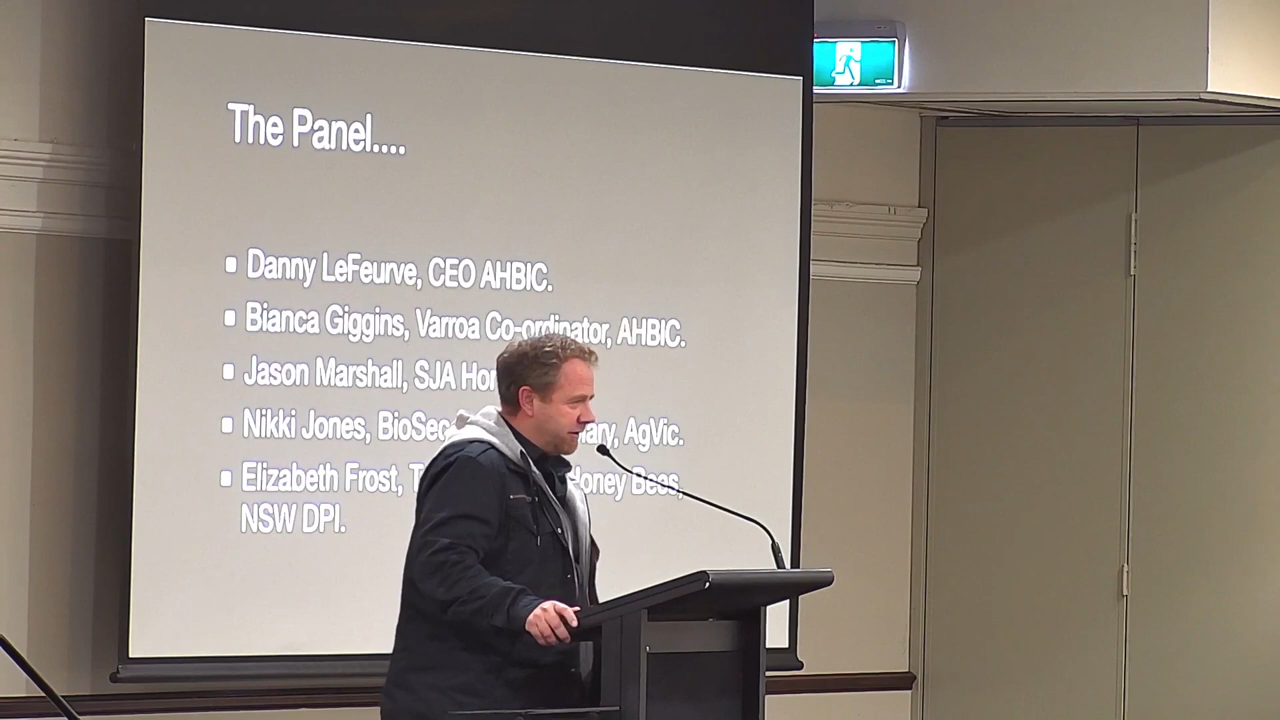 The Panel....
▪ Danny LeFeurve, CEO AHBIC.
▪ Bianca Giggins, Varroa Co-ordinator, AHBIC.
▪ Jason Marshall, SJA
▪ Nikki Jones, AgVic.
▪ Elizabeth Frost, Honey Bees,
NSW DPI.